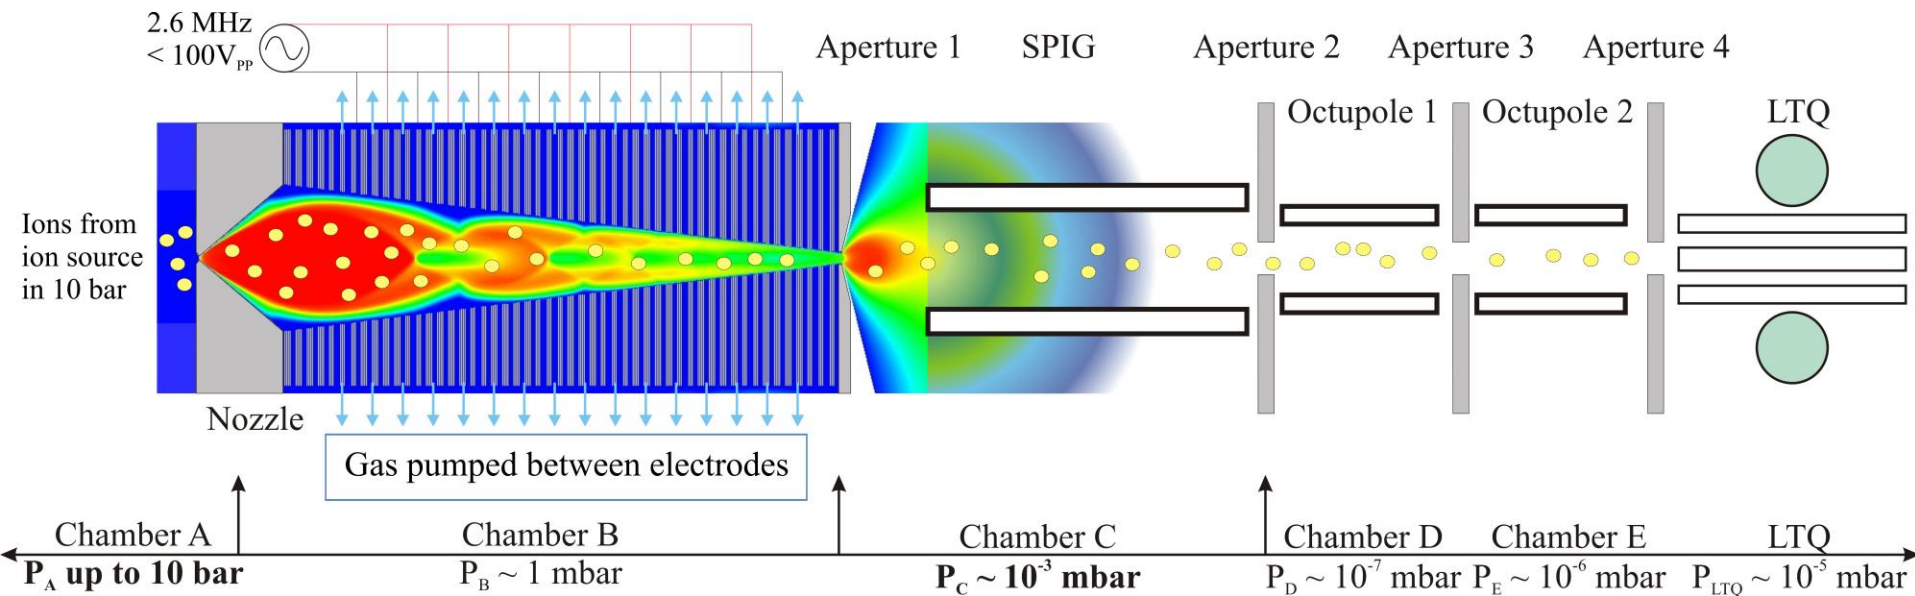 2.6 MHz
< 100V_PP
Aperture 1
SPIG
Aperture 2
Aperture 3
Aperture 4
Octupole 1
Octupole 2
LTQ
Ions from
ion source
in 10 bar
Nozzle
Gas pumped between electrodes
Chamber A
Chamber B
Chamber C
Chamber D
Chamber E
LTQ
P_A up to 10 bar
P_B ~ 1 mbar
P_C ~ 10⁻³ mbar
P_D ~ 10⁻⁷ mbar
P_E ~ 10⁻⁶ mbar
P_LTQ ~ 10⁻⁵ mbar